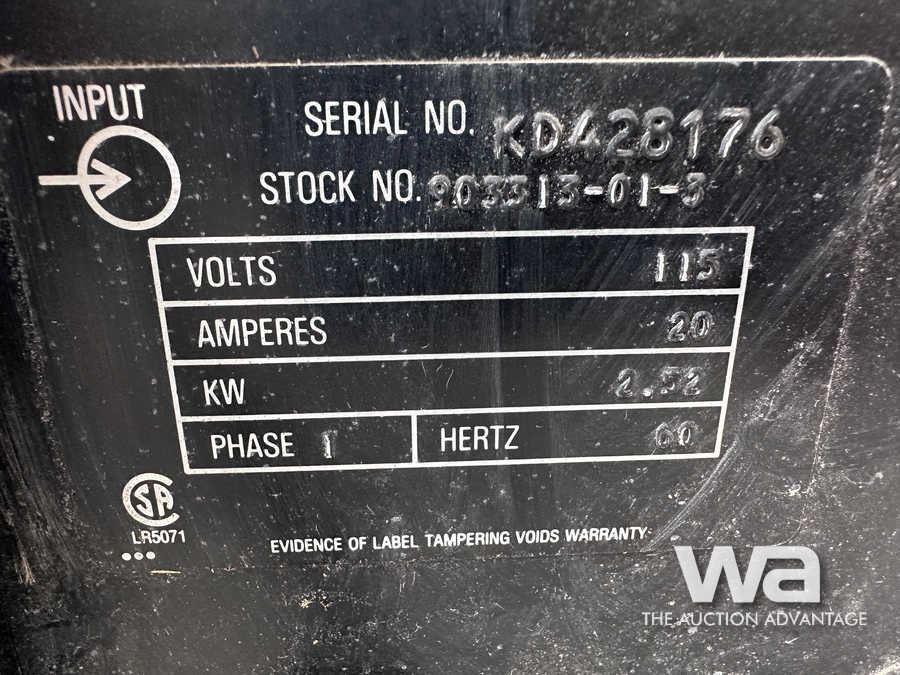 INPUT
SERIAL NO. KD428176
STOCK NO. 903313-01-3
VOLTS 115
AMPERES 20
KW 2.52
PHASE 1 HERTZ 60
CSA
LR5071
EVIDENCE OF LABEL TAMPERING VOIDS WARRANTY
wa
THE AUCTION ADVANTAGE